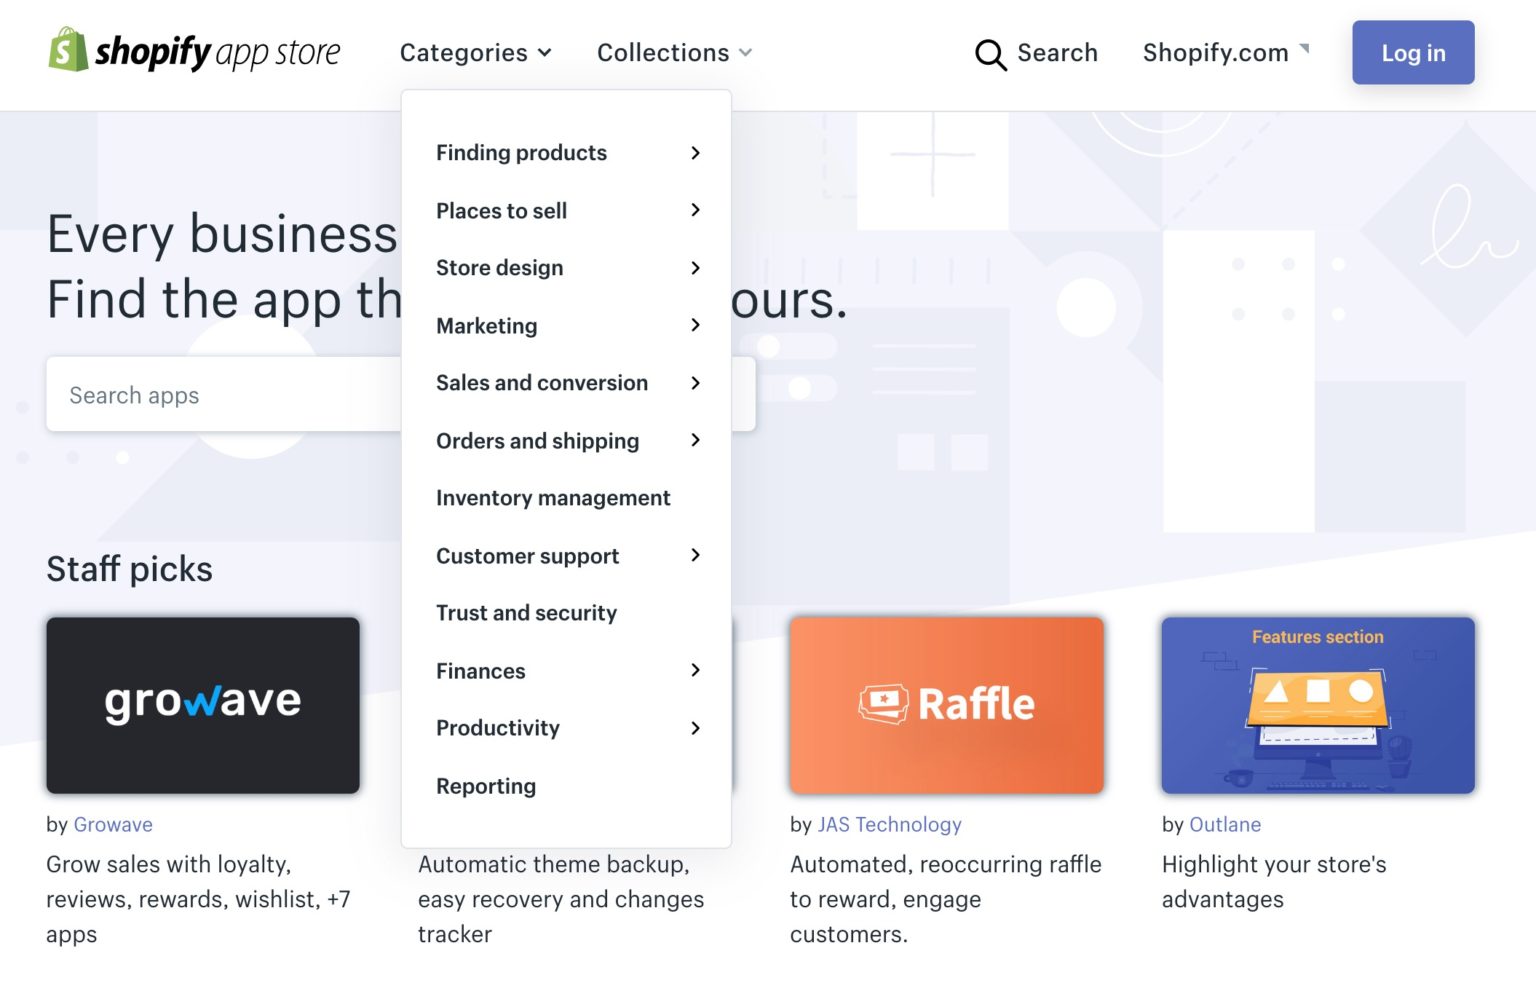 shopify app store
Categories
Collections
Search
Shopify.com
Log in
Finding products
Places to sell
Store design
Marketing
Sales and conversion
Orders and shipping
Inventory management
Customer support
Trust and security
Finances
Productivity
Reporting
Every business
Find the app th
ours.
Search apps
Staff picks
growave
by Growave
Grow sales with loyalty,
reviews, rewards, wishlist, +7
apps
Automatic theme backup,
easy recovery and changes
tracker
Raffle
by JAS Technology
Automated, reoccurring raffle
to reward, engage
customers.
Features section
by Outlane
Highlight your store's
advantages